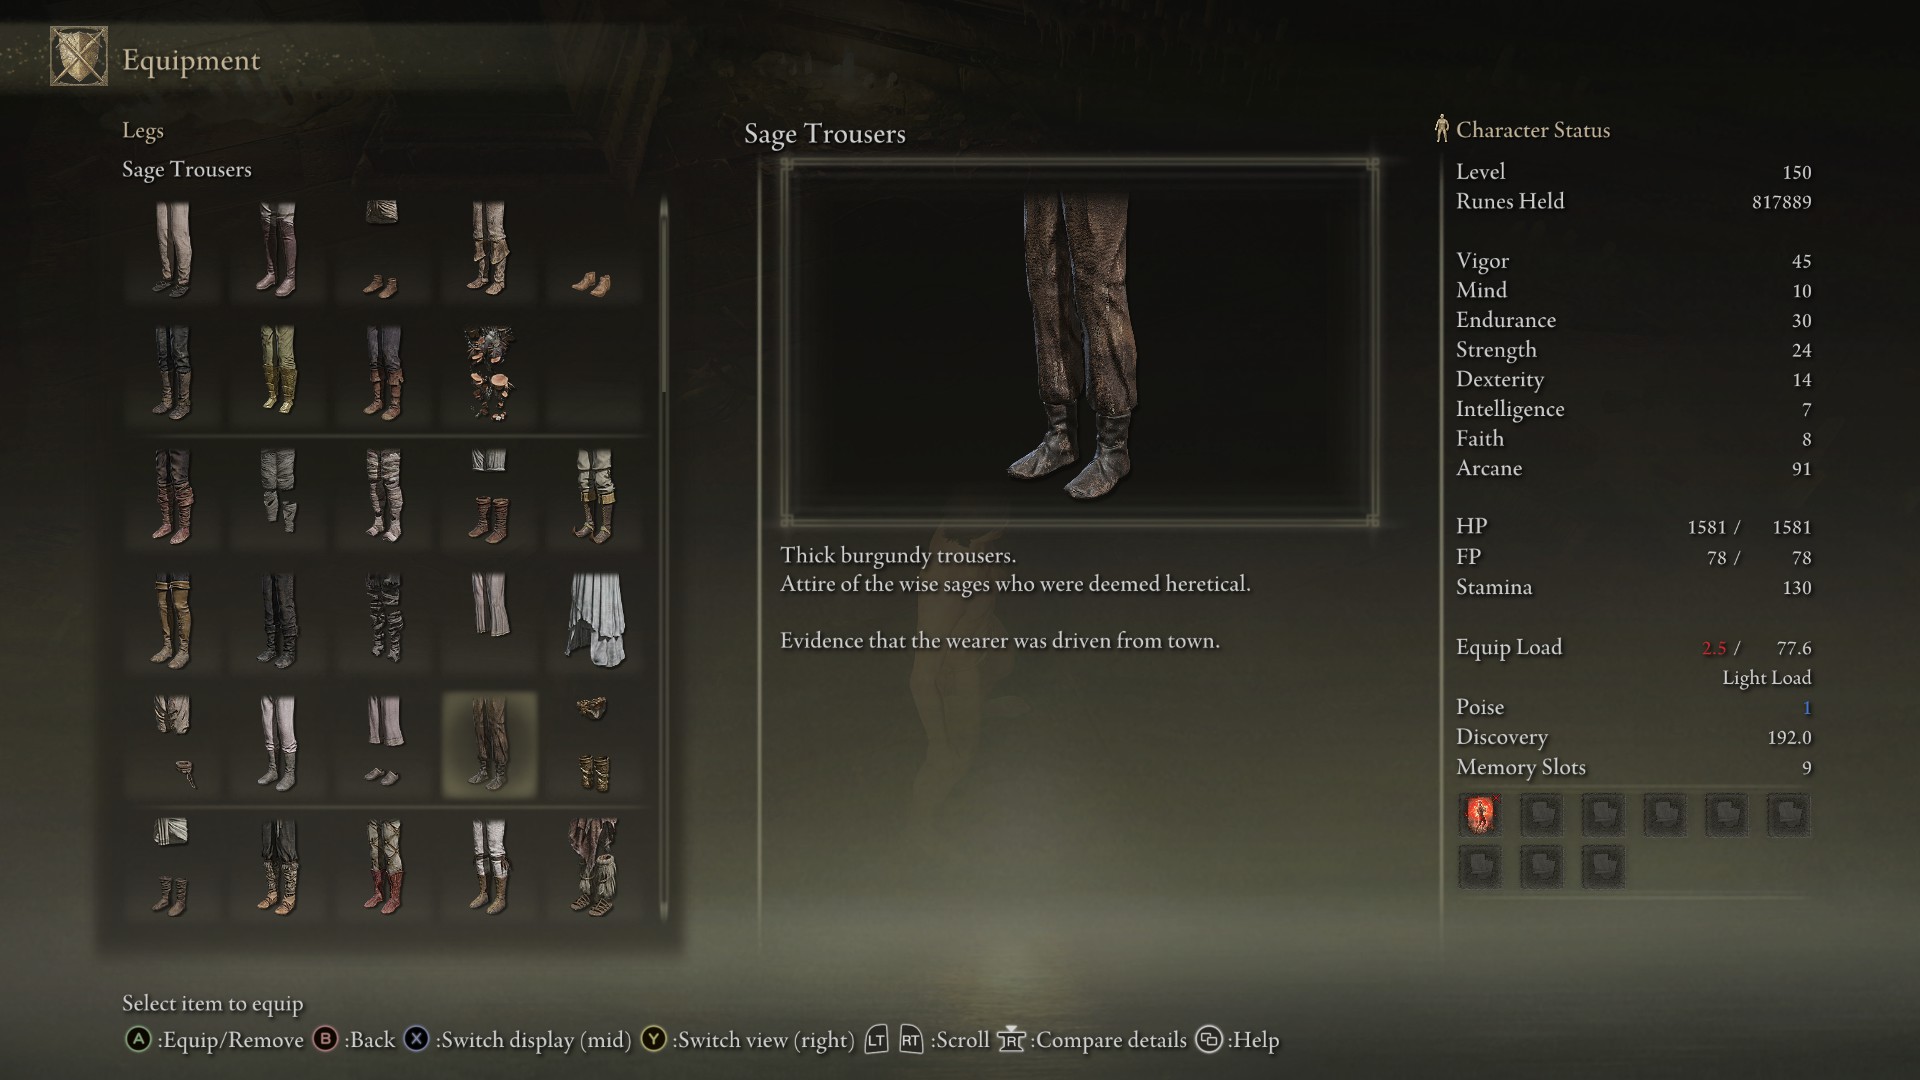 Equipment
Legs
Sage Trousers
Sage Trousers
Thick burgundy trousers.
Attire of the wise sages who were deemed heretical.
Evidence that the wearer was driven from town.
Character Status
Level 150
Runes Held 817889
Vigor 45
Mind 10
Endurance 30
Strength 24
Dexterity 14
Intelligence 7
Faith 8
Arcane 91
HP 1581 / 1581
FP 78 / 78
Stamina 130
Equip Load 2.5 / 77.6
Light Load
Poise 1
Discovery 192.0
Memory Slots 9
Select item to equip
A :Equip/Remove B :Back X :Switch display (mid) Y :Switch view (right) LT RT :Scroll R :Compare details :Help